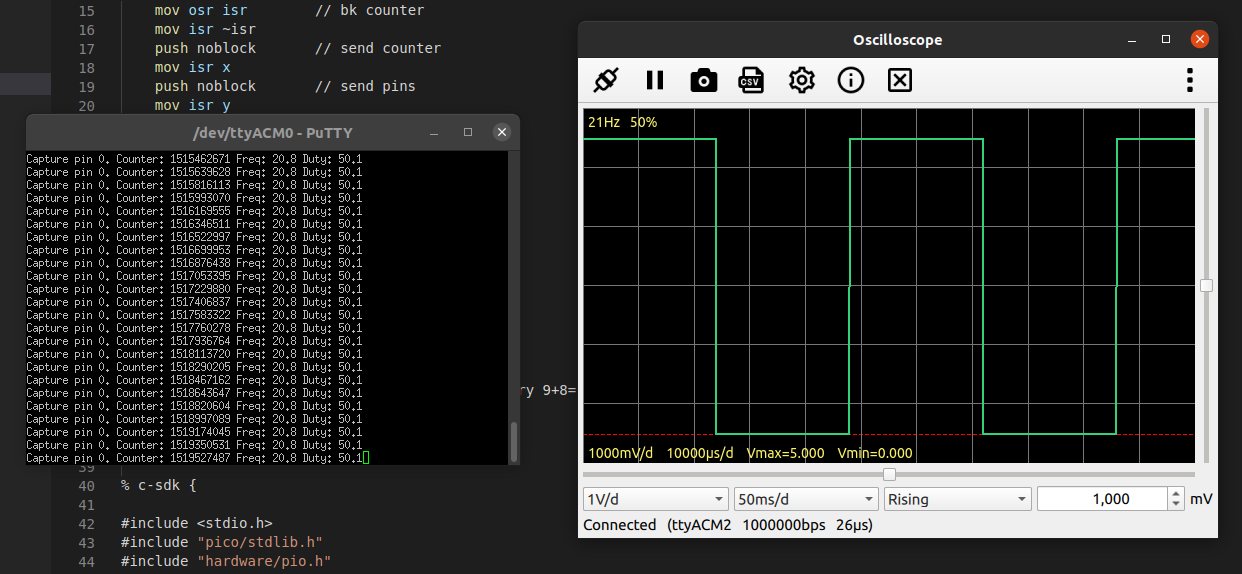 15 mov osr isr // bk counter
16 mov isr ~isr
17 push noblock // send counter
18 mov isr x
19 push noblock // send pins
20 mov isr y
/dev/ttyACM0 - PuTTY
Capture pin 0. Counter: 1515462671 Freq: 20.8 Duty: 50.1
Capture pin 0. Counter: 1515639628 Freq: 20.8 Duty: 50.1
Capture pin 0. Counter: 1515816113 Freq: 20.8 Duty: 50.1
Capture pin 0. Counter: 1515993070 Freq: 20.8 Duty: 50.1
Capture pin 0. Counter: 1516169555 Freq: 20.8 Duty: 50.1
Capture pin 0. Counter: 1516346511 Freq: 20.8 Duty: 50.1
Capture pin 0. Counter: 1516522997 Freq: 20.8 Duty: 50.1
Capture pin 0. Counter: 1516699953 Freq: 20.8 Duty: 50.1
Capture pin 0. Counter: 1516876438 Freq: 20.8 Duty: 50.1
Capture pin 0. Counter: 1517053395 Freq: 20.8 Duty: 50.1
Capture pin 0. Counter: 1517229880 Freq: 20.8 Duty: 50.1
Capture pin 0. Counter: 1517406837 Freq: 20.8 Duty: 50.1
Capture pin 0. Counter: 1517583322 Freq: 20.8 Duty: 50.1
Capture pin 0. Counter: 1517760278 Freq: 20.8 Duty: 50.1
Capture pin 0. Counter: 1517936764 Freq: 20.8 Duty: 50.1
Capture pin 0. Counter: 1518113720 Freq: 20.8 Duty: 50.1
Capture pin 0. Counter: 1518290205 Freq: 20.8 Duty: 50.1
Capture pin 0. Counter: 1518467162 Freq: 20.8 Duty: 50.1
Capture pin 0. Counter: 1518643647 Freq: 20.8 Duty: 50.1
Capture pin 0. Counter: 1518820604 Freq: 20.8 Duty: 50.1
Capture pin 0. Counter: 1518997089 Freq: 20.8 Duty: 50.1
Capture pin 0. Counter: 1519174045 Freq: 20.8 Duty: 50.1
Capture pin 0. Counter: 1519350531 Freq: 20.8 Duty: 50.1
Capture pin 0. Counter: 1519527487 Freq: 20.8 Duty: 50.1
ry 9+8=
39
40 % c-sdk {
41
42 #include <stdio.h>
43 #include "pico/stdlib.h"
44 #include "hardware/pio.h"
Oscilloscope
CSV
21Hz 50%
1000mV/d 10000µs/d Vmax=5.000 Vmin=0.000
1V/d 50ms/d Rising 1,000 mV
Connected (ttyACM2 1000000bps 26µs)